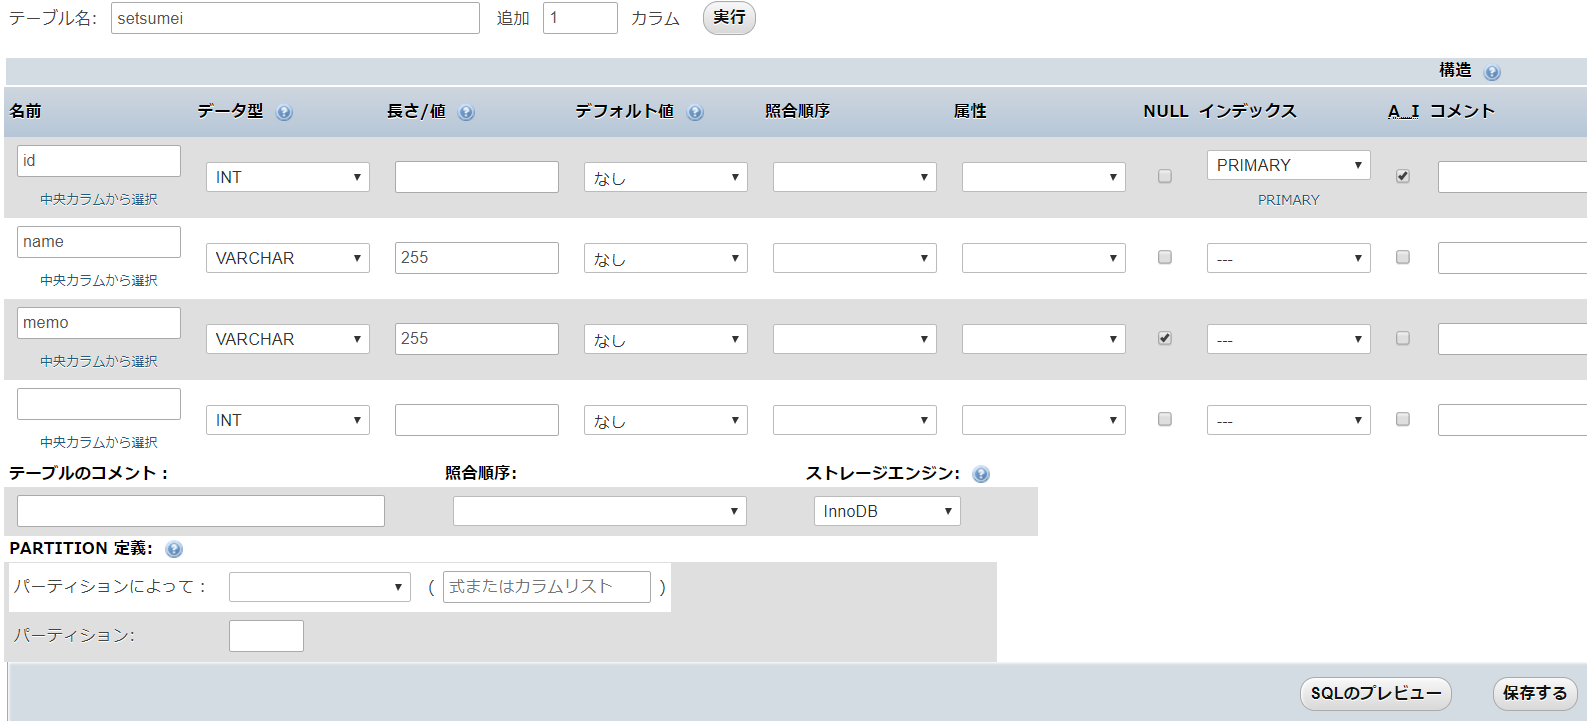 テーブル名: setsumei 追加 1 カラム 実行
構造
名前 データ型 長さ/値 デフォルト値 照合順序 属性 NULL インデックス A_I コメント
id INT なし PRIMARY
中央カラムから選択 PRIMARY
name VARCHAR 255 なし ---
中央カラムから選択
memo VARCHAR 255 なし ---
中央カラムから選択
INT なし ---
中央カラムから選択
テーブルのコメント： 照合順序: ストレージエンジン:
InnoDB
PARTITION 定義:
パーティションによって： ( 式またはカラムリスト )
パーティション:
SQLのプレビュー 保存する